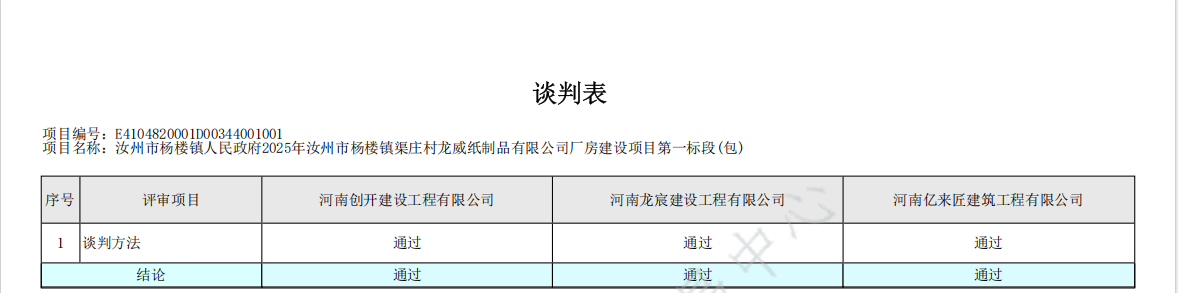 谈判表
项目编号：E4104820001D00344001001
项目名称：汝州市杨楼镇人民政府2025年汝州市杨楼镇渠庄村龙威纸制品有限公司厂房建设项目第一标段(包)
序号 评审项目 河南创开建设工程有限公司 河南龙宸建设工程有限公司 河南亿来匠建筑工程有限公司
1 谈判方法 通过 通过 通过
结论 通过 通过 通过
中心